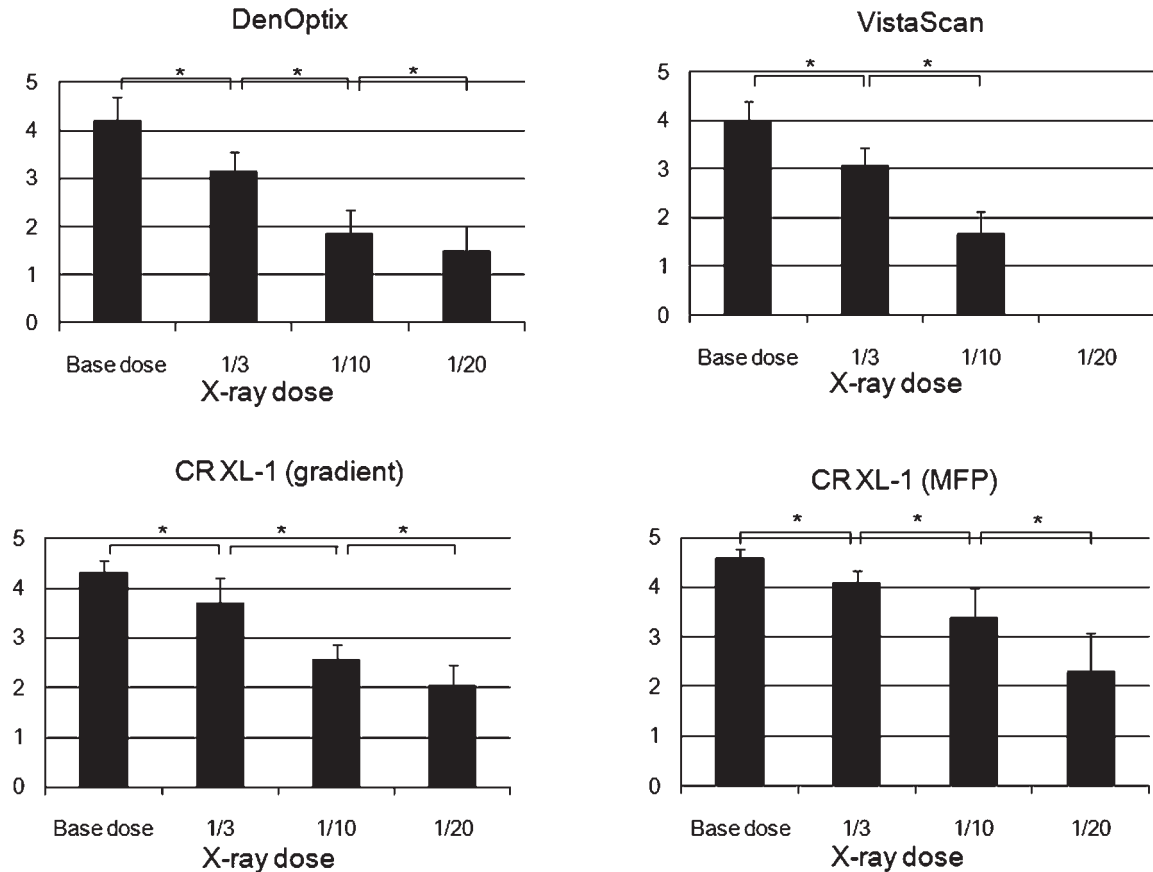 DenOptix
* * *
5
4
3
2
1
0
Base dose 1/3 1/10 1/20
X-ray dose
VistaScan
* *
5
4
3
2
1
0
Base dose 1/3 1/10 1/20
X-ray dose
CR XL-1 (gradient)
* * *
5
4
3
2
1
0
Base dose 1/3 1/10 1/20
X-ray dose
CR XL-1 (MFP)
* * *
5
4
3
2
1
0
Base dose 1/3 1/10 1/20
X-ray dose